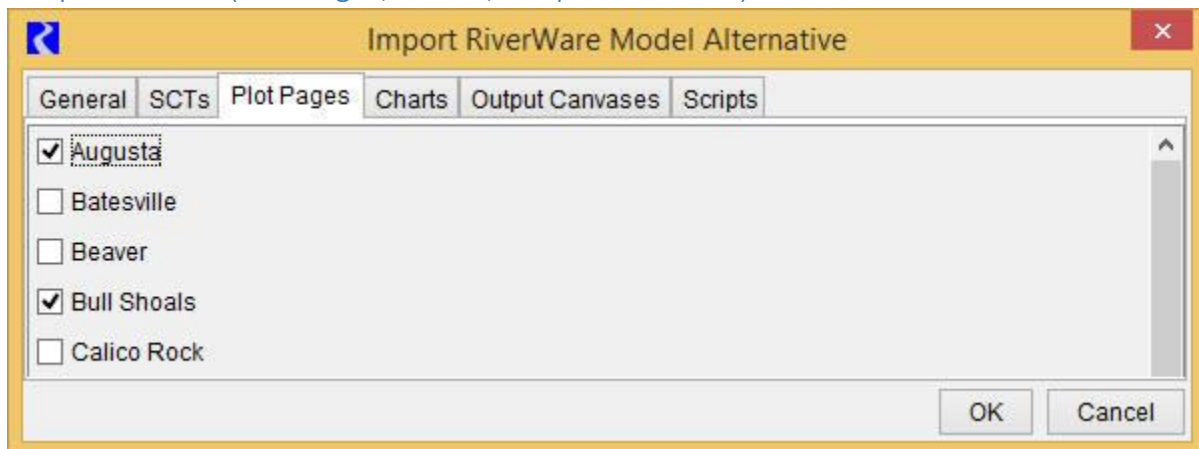 Import RiverWare Model Alternative
General SCTs Plot Pages Charts Output Canvases Scripts
Augusta
Batesville
Beaver
Bull Shoals
Calico Rock
OK Cancel